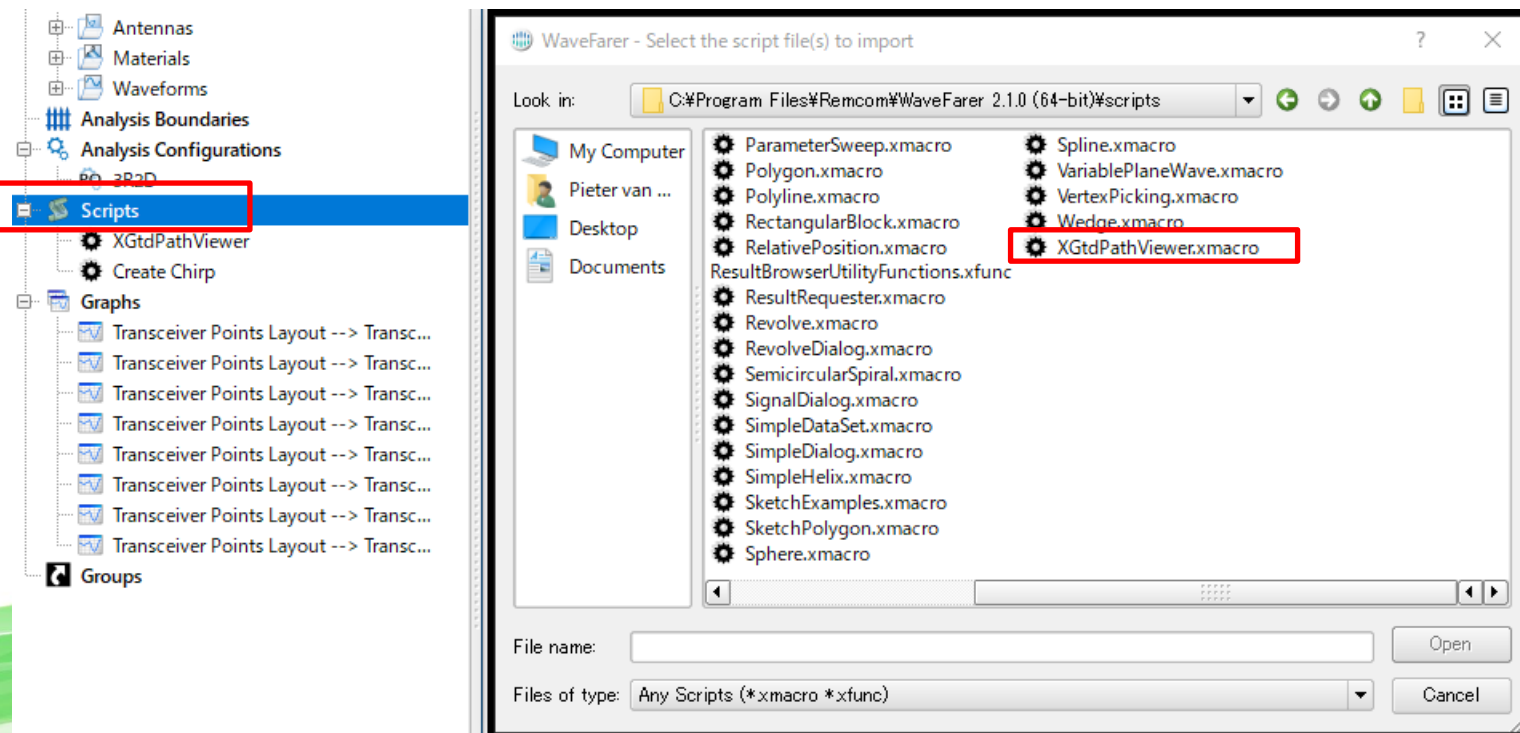 Antennas
Materials
Waveforms
Analysis Boundaries
Analysis Configurations
3R2D
Scripts
XGtdPathViewer
Create Chirp
Graphs
Transceiver Points Layout --> Transc...
Transceiver Points Layout --> Transc...
Transceiver Points Layout --> Transc...
Transceiver Points Layout --> Transc...
Transceiver Points Layout --> Transc...
Transceiver Points Layout --> Transc...
Transceiver Points Layout --> Transc...
Transceiver Points Layout --> Transc...
Groups
WaveFarer - Select the script file(s) to import
Look in:
C:¥Program Files¥Remcom¥WaveFarer 2.1.0 (64-bit)¥scripts
My Computer
Pieter van ...
Desktop
Documents
ParameterSweep.xmacro
Polygon.xmacro
Polyline.xmacro
RectangularBlock.xmacro
RelativePosition.xmacro
ResultBrowserUtilityFunctions.xfunc
ResultRequester.xmacro
Revolve.xmacro
RevolveDialog.xmacro
SemicircularSpiral.xmacro
SignalDialog.xmacro
SimpleDataSet.xmacro
SimpleDialog.xmacro
SimpleHelix.xmacro
SketchExamples.xmacro
SketchPolygon.xmacro
Sphere.xmacro
Spline.xmacro
VariablePlaneWave.xmacro
VertexPicking.xmacro
Wedge.xmacro
XGtdPathViewer.xmacro
File name:
Open
Files of type:
Any Scripts (*.xmacro *.xfunc)
Cancel